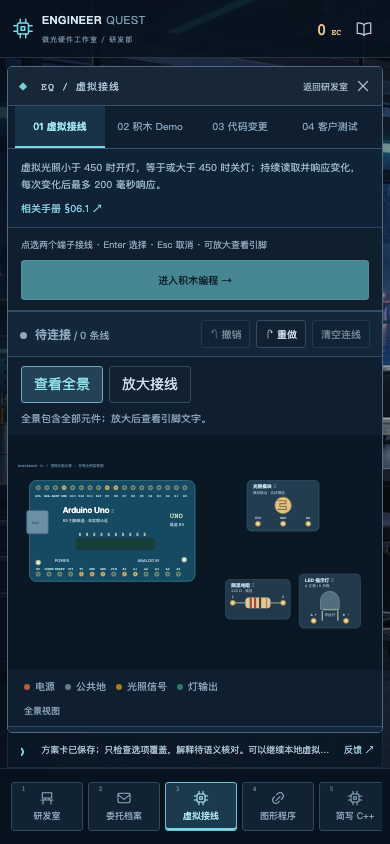 ENGINEER QUEST
微光硬件工作室 / 研发部
0 EC
EQ / 虚拟接线
返回研发室
01 虚拟接线
02 积木 Demo
03 代码变更
04 客户测试
虚拟光照小于 450 时开灯，等于或大于 450 时关灯；持续读取并响应变化，
每次变化后最多 200 毫秒响应。
相关手册 §06.1 ↗
点选两个端子接线 · Enter 选择 · Esc 取消 · 可放大查看引脚
进入积木编程 →
待连接 / 0 条线
撤销
重做
清空连线
查看全景
放大接线
全景包含全部元件；放大后查看引脚文字。
Arduino Uno
UNO
POWER
ANALOG IN
光照模块
限流电阻
LED 指示灯
电源
公共地
光照信号
灯输出
全景视图
方案卡已保存；只检查选项覆盖，解释待语义核对。可以继续本地虚拟...
反馈 ↗
1
研发室
2
委托档案
3
虚拟接线
4
图形程序
5
简写 C++